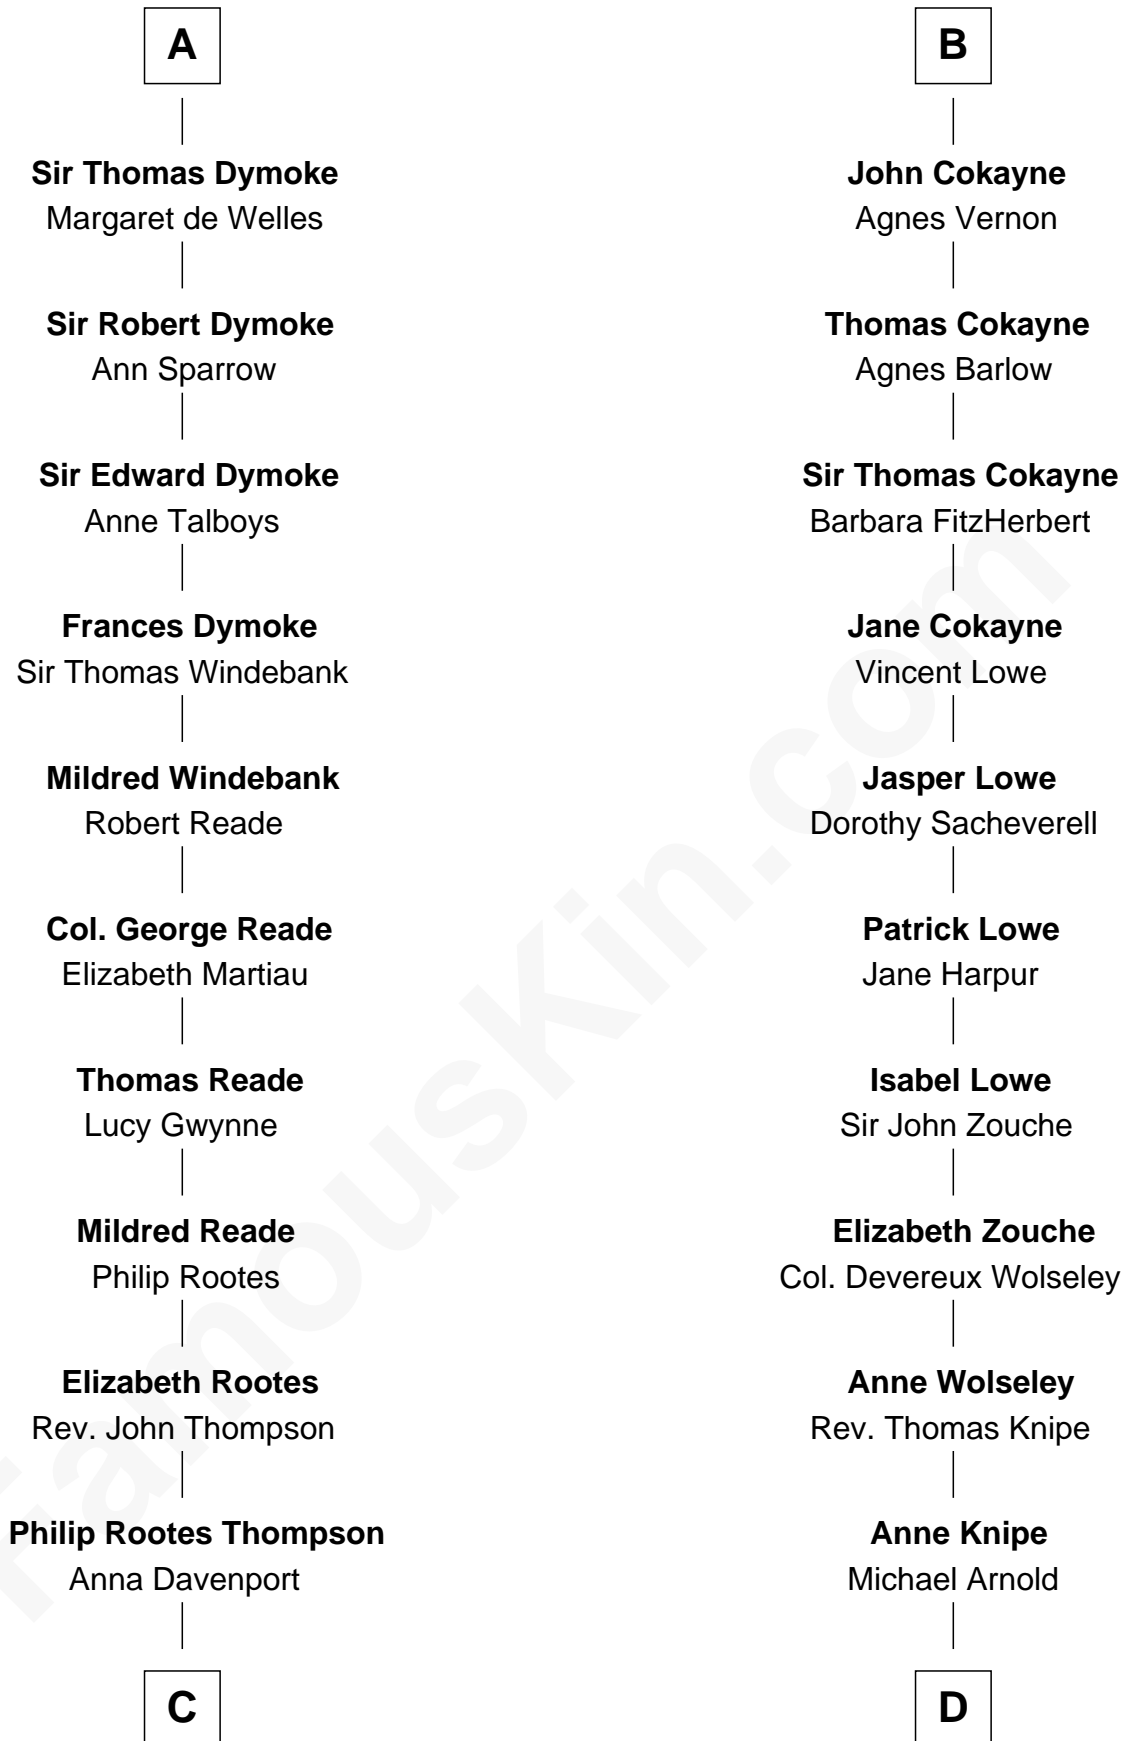 A
Sir Thomas Dymoke
Margaret de Welles
Sir Robert Dymoke
Ann Sparrow
Sir Edward Dymoke
Anne Talboys
Frances Dymoke
Sir Thomas Windebank
Mildred Windebank
Robert Reade
Col. George Reade
Elizabeth Martiau
Thomas Reade
Lucy Gwynne
Mildred Reade
Philip Rootes
Elizabeth Rootes
Rev. John Thompson
Philip Rootes Thompson
Anna Davenport
C
B
John Cokayne
Agnes Vernon
Thomas Cokayne
Agnes Barlow
Sir Thomas Cokayne
Barbara FitzHerbert
Jane Cokayne
Vincent Lowe
Jasper Lowe
Dorothy Sacheverell
Patrick Lowe
Jane Harpur
Isabel Lowe
Sir John Zouche
Elizabeth Zouche
Col. Devereux Wolseley
Anne Wolseley
Rev. Thomas Knipe
Anne Knipe
Michael Arnold
D
FamousKin.com